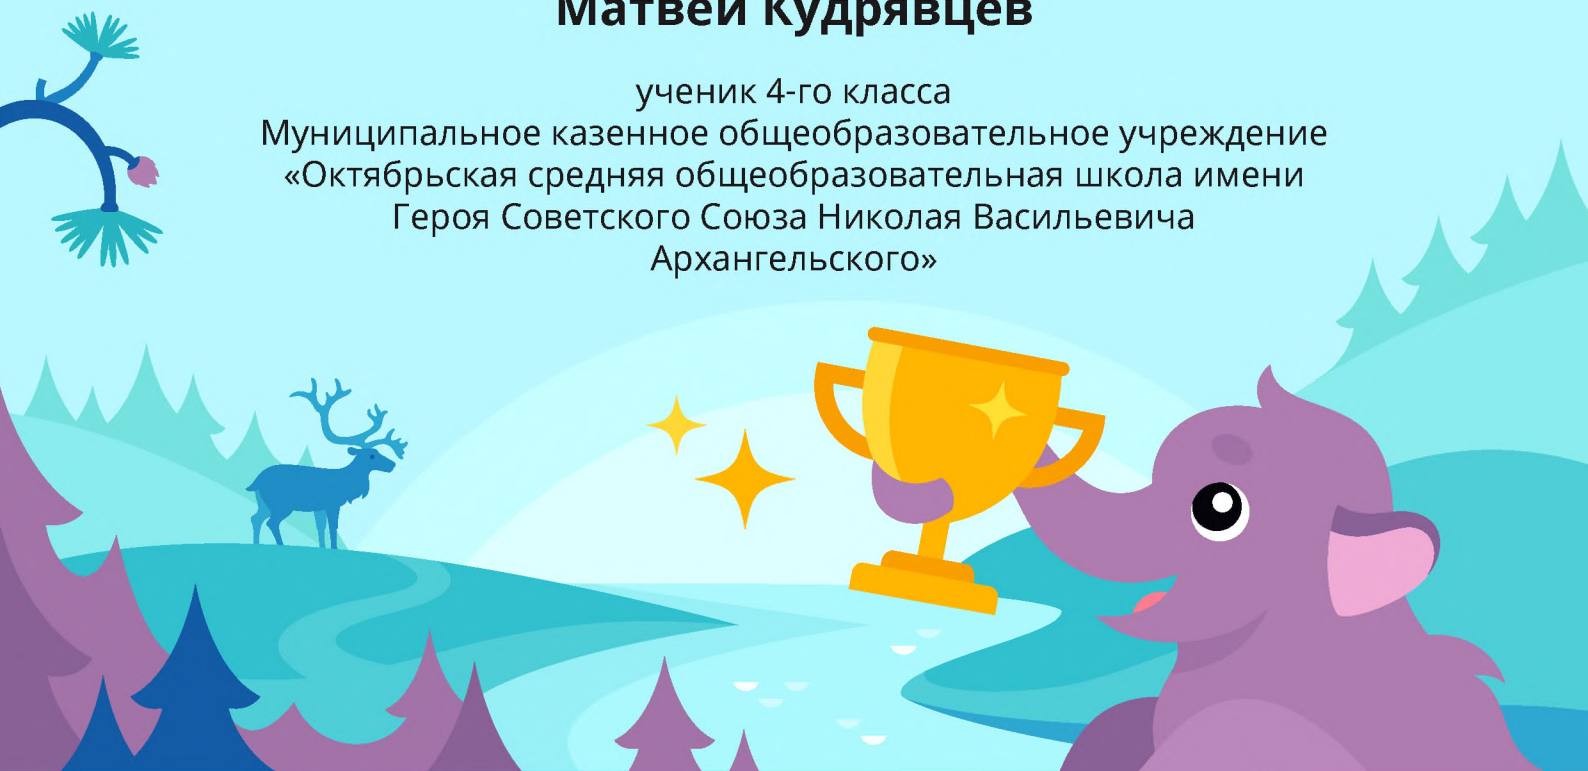 Матвей Кудрявцев
ученик 4-го класса
Муниципальное казенное общеобразовательное учреждение
«Октябрьская средняя общеобразовательная школа имени
Героя Советского Союза Николая Васильевича
Архангельского»